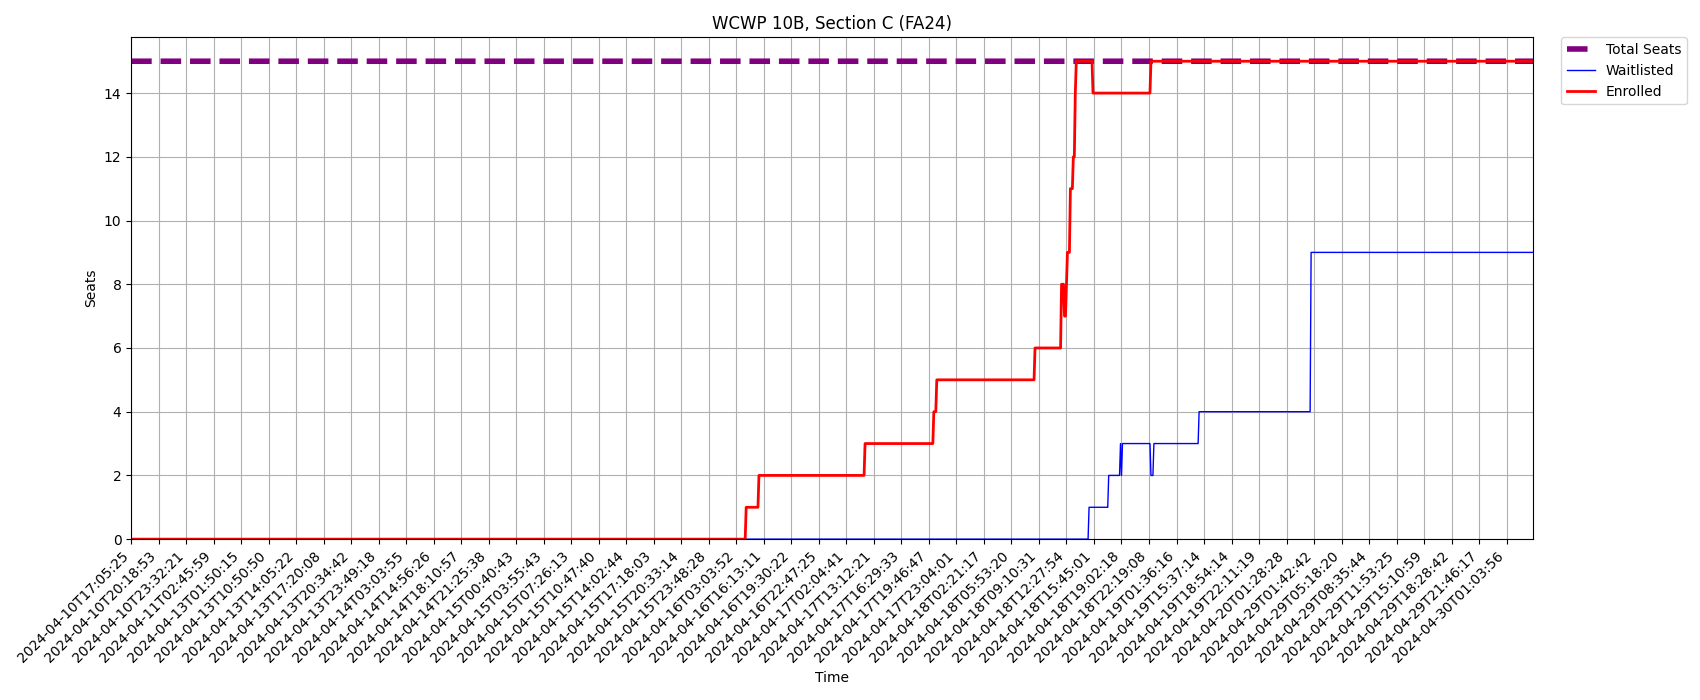 WCWP 10B, Section C (FA24)
Total Seats
Waitlisted
Enrolled
Seats
14
12
10
8
6
4
2
0
2024-04-10T17:05:25
2024-04-10T20:18:53
2024-04-10T23:32:21
2024-04-11T02:45:59
2024-04-13T01:50:15
2024-04-13T10:50:50
2024-04-13T14:05:22
2024-04-13T17:20:08
2024-04-13T20:34:42
2024-04-13T23:49:18
2024-04-14T03:03:55
2024-04-14T14:56:26
2024-04-14T18:10:57
2024-04-14T21:25:38
2024-04-15T00:40:43
2024-04-15T03:55:43
2024-04-15T07:26:13
2024-04-15T10:47:40
2024-04-15T14:02:44
2024-04-15T17:18:03
2024-04-15T20:33:14
2024-04-15T23:48:28
2024-04-16T03:03:52
2024-04-16T16:13:11
2024-04-16T19:30:22
2024-04-16T22:47:25
2024-04-17T02:04:41
2024-04-17T13:12:21
2024-04-17T16:29:33
2024-04-17T19:46:47
2024-04-17T23:04:01
2024-04-18T02:21:17
2024-04-18T05:53:20
2024-04-18T09:10:31
2024-04-18T12:27:54
2024-04-18T15:45:01
2024-04-18T19:02:18
2024-04-18T22:19:08
2024-04-19T01:36:16
2024-04-19T15:37:14
2024-04-19T18:54:14
2024-04-19T22:11:19
2024-04-20T01:28:28
2024-04-29T01:42:42
2024-04-29T05:18:20
2024-04-29T08:35:44
2024-04-29T11:53:25
2024-04-29T15:10:59
2024-04-29T18:28:42
2024-04-29T21:46:17
2024-04-30T01:03:56
Time